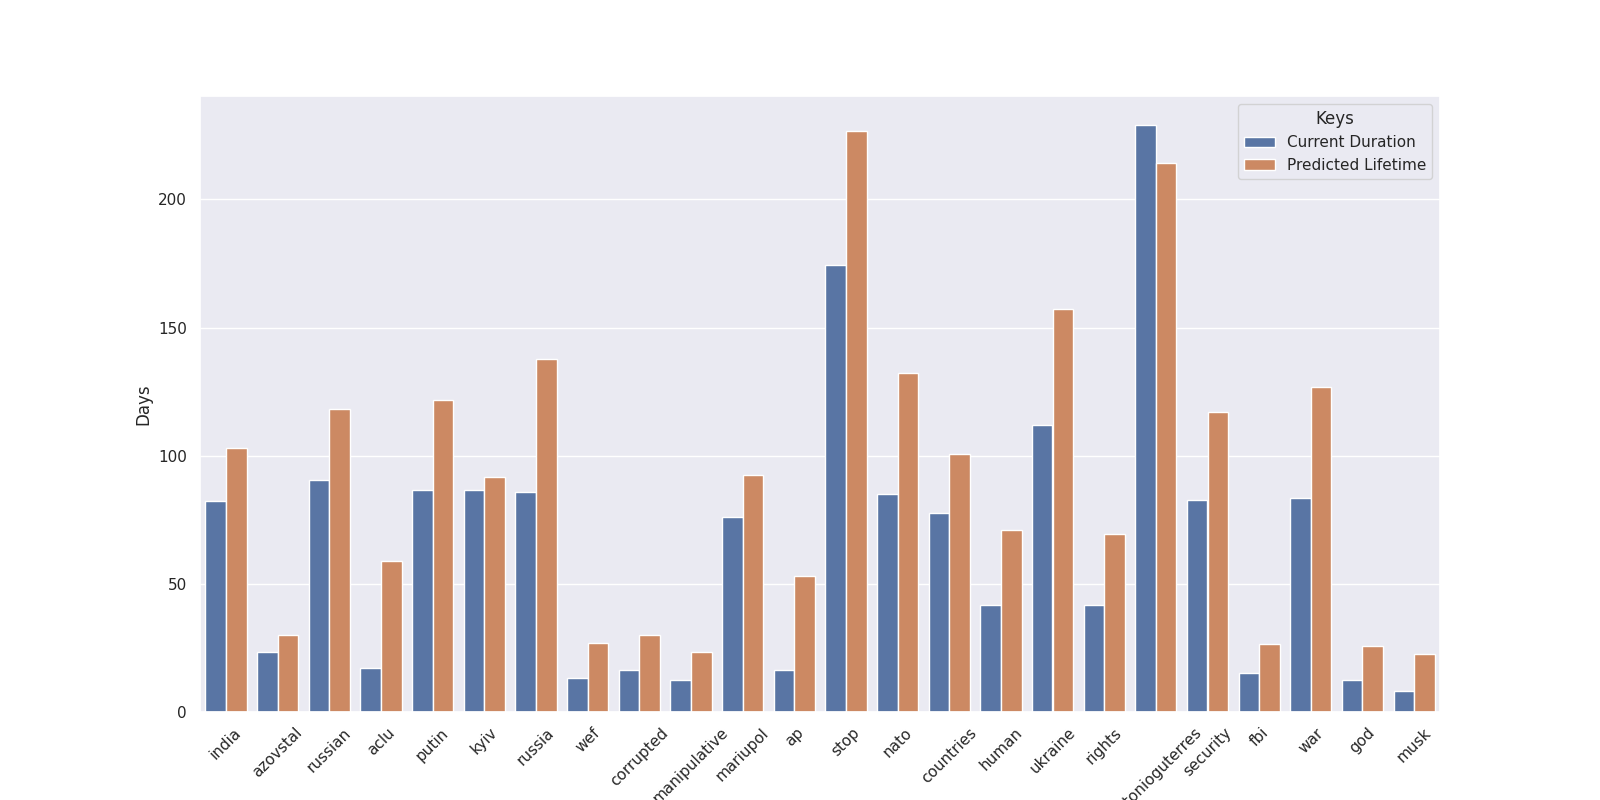 Keys
Current Duration
Predicted Lifetime
Days
200
150
100
50
0
india
azovstal
russian
aclu
putin
kyiv
russia
wef
corrupted
manipulative
mariupol
ap
stop
nato
countries
human
ukraine
rights
tonioguterres
security
fbi
war
god
musk